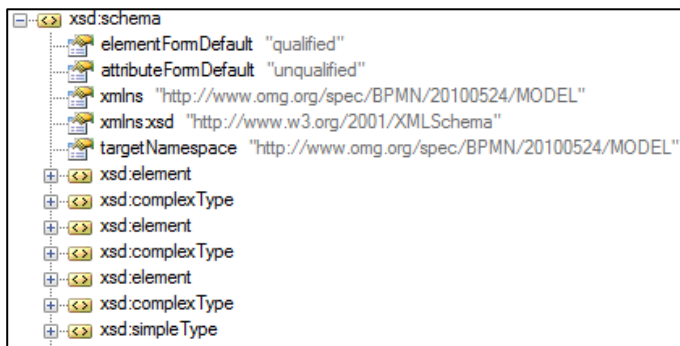 xsd:schema
elementFormDefault "qualified"
attributeFormDefault "unqualified"
xmlns "http://www.omg.org/spec/BPMN/20100524/MODEL"
xmlns:xsd "http://www.w3.org/2001/XMLSchema"
targetNamespace "http://www.omg.org/spec/BPMN/20100524/MODEL"
xsd:element
xsd:complexType
xsd:element
xsd:complexType
xsd:element
xsd:complexType
xsd:simpleType